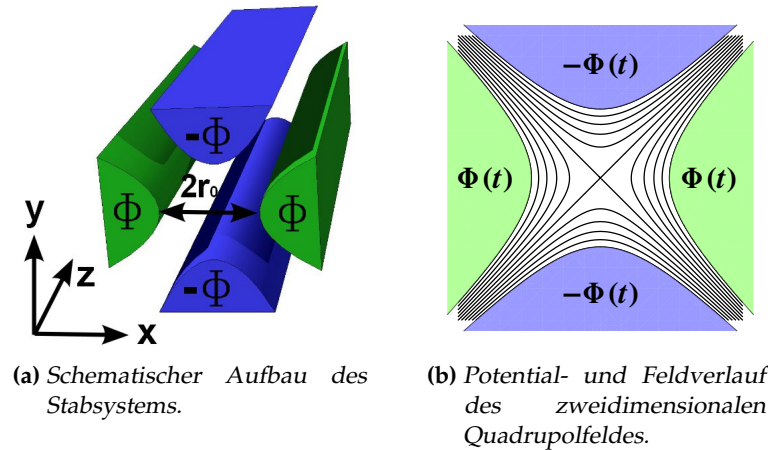 -Φ
Φ
2r₀
Φ
-Φ
y
z
x
−Φ(t)
Φ(t)
Φ(t)
−Φ(t)
(a) Schematischer Aufbau des
Stabsystems.
(b) Potential- und Feldverlauf
des zweidimensionalen
Quadrupolfeldes.